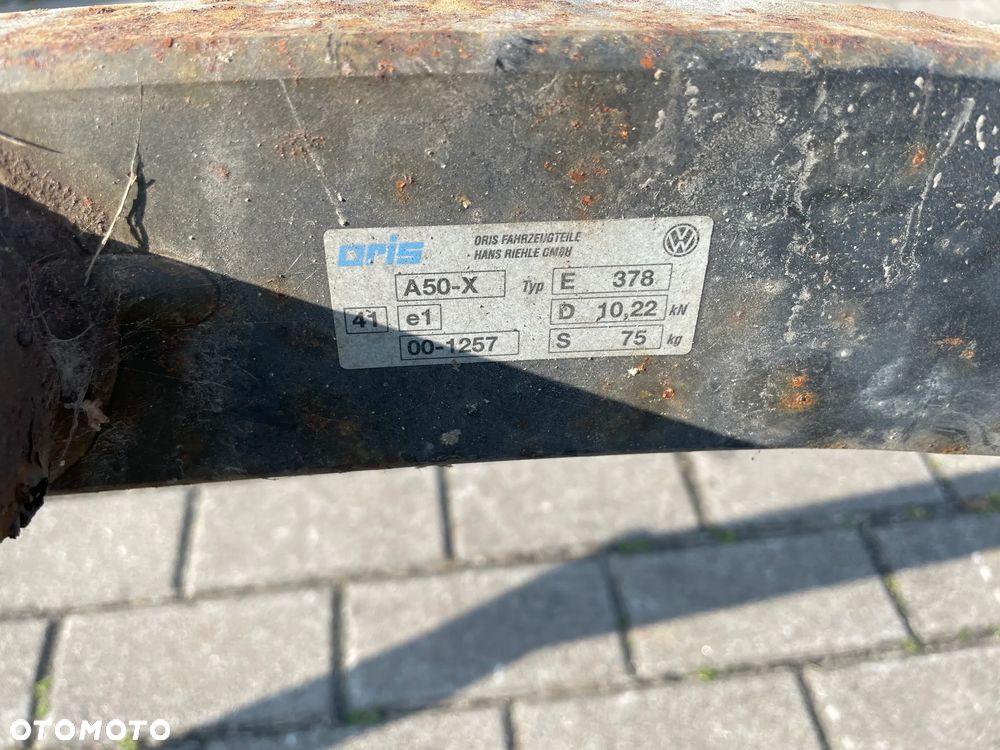 oris
ORIS FAHRZEUGTEILE
HANS RIEHLE GMBH
A50-X
Typ E 378
41 e1
D 10,22 kN
00-1257
S 75 kg
OTOMOTO